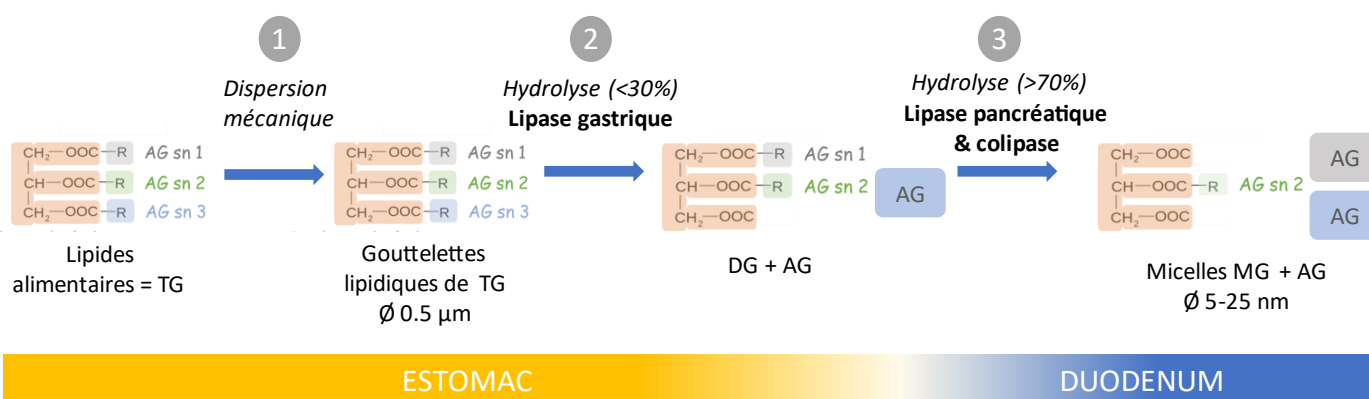 1
Dispersion
mécanique
2
Hydrolyse (<30%)
Lipase gastrique
3
Hydrolyse (>70%)
Lipase pancréatique
& colipase
CH₂—OOC—R AG sn 1
CH—OOC—R AG sn 2
CH₂—OOC—R AG sn 3
Lipides
alimentaires = TG
CH₂—OOC—R AG sn 1
CH—OOC—R AG sn 2
CH₂—OOC—R AG sn 3
Gouttelettes
lipidiques de TG
Ø 0.5 µm
CH₂—OOC—R AG sn 1
CH—OOC—R AG sn 2
CH₂—OOC
AG
DG + AG
CH₂—OOC
CH—OOC—R AG sn 2
CH₂—OOC
AG
AG
Micelles MG + AG
Ø 5-25 nm
ESTOMAC
DUODENUM